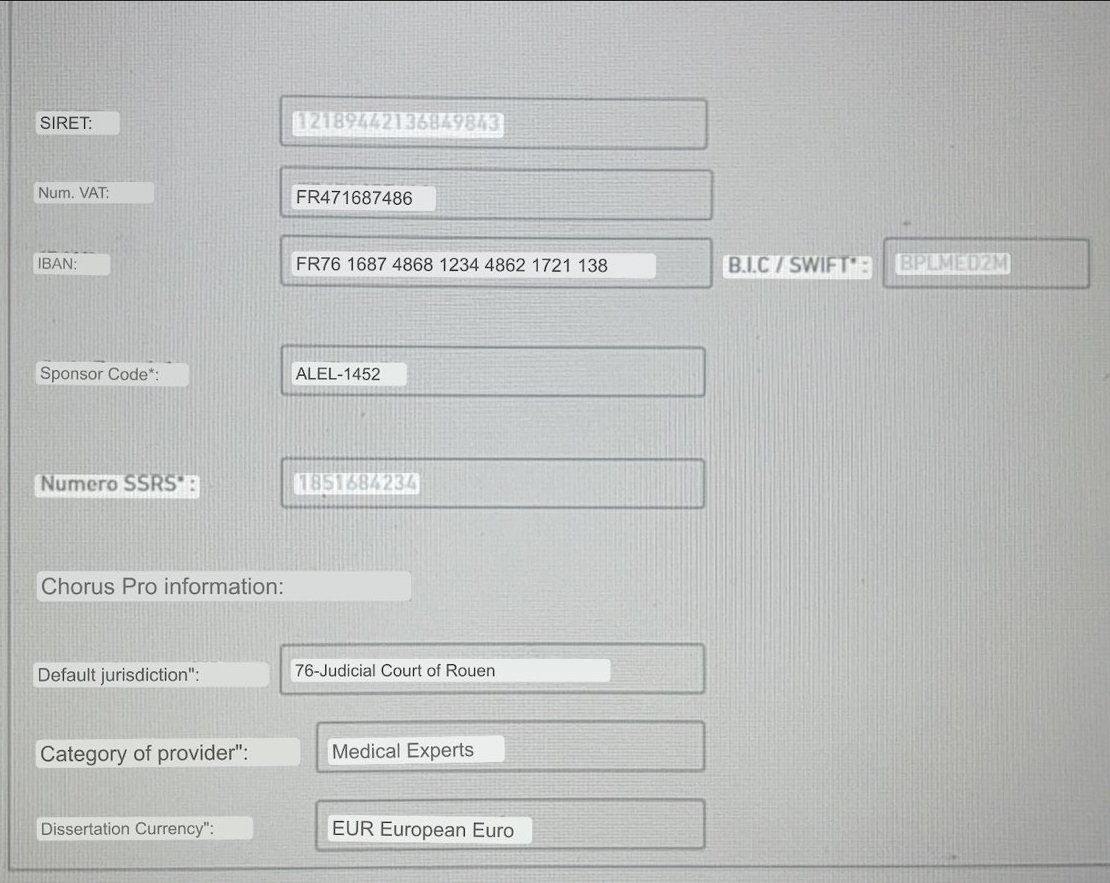 SIRET: 12189442136849843
Num. VAT: FR471687486
IBAN: FR76 1687 4868 1234 4862 1721 138 B.I.C / SWIFT* : BPLMED2M
Sponsor Code*: ALEL-1452
Numero SSRS* : 1851684234
Chorus Pro information:
Default jurisdiction": 76-Judicial Court of Rouen
Category of provider": Medical Experts
Dissertation Currency": EUR European Euro